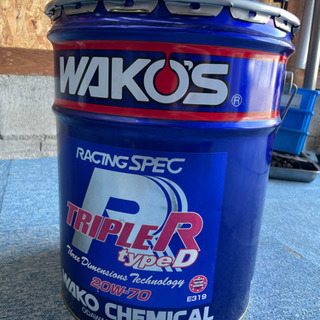 WAKO'S®
RACING SPEC
TRIPLE R
type D
Three Dimensions Technology
20W-70
E319
WAKO CHEMICAL